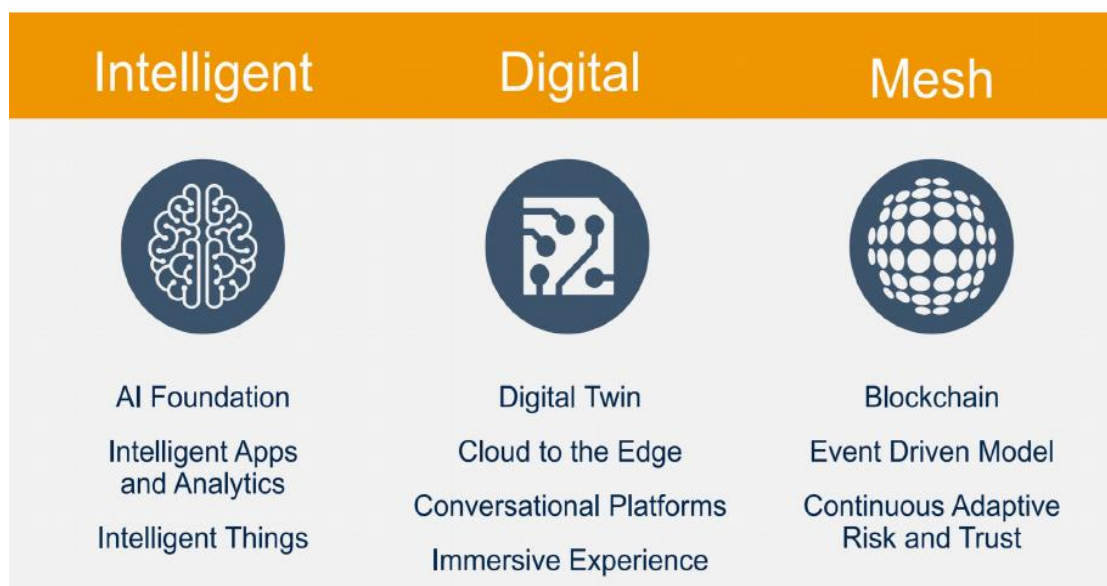 Intelligent
AI Foundation
Intelligent Apps
and Analytics
Intelligent Things
Digital
Digital Twin
Cloud to the Edge
Conversational Platforms
Immersive Experience
Mesh
Blockchain
Event Driven Model
Continuous Adaptive
Risk and Trust